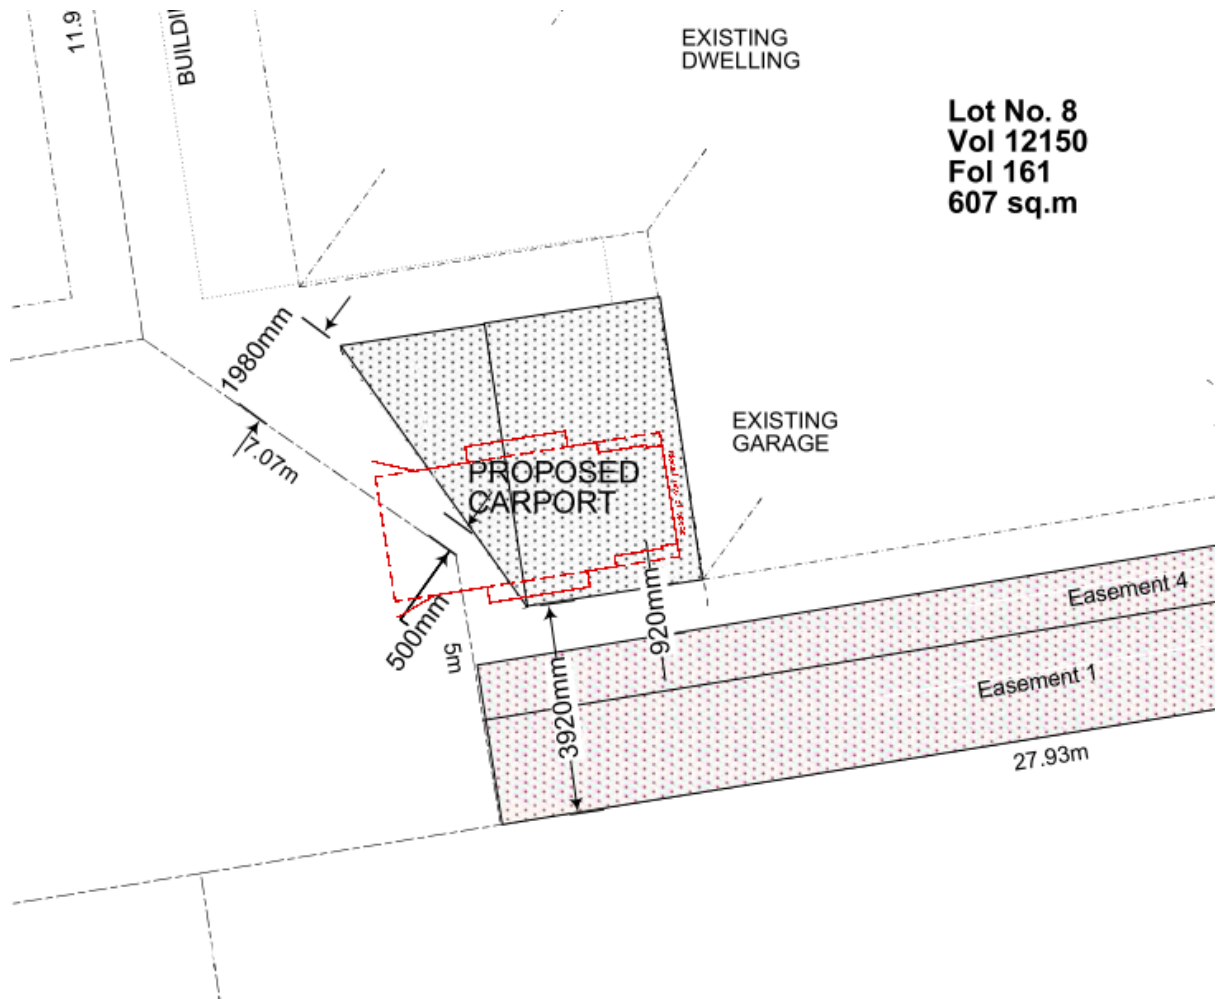 11.9
BUILDI
EXISTING
DWELLING
Lot No. 8
Vol 12150
Fol 161
607 sq.m
1980mm
7.07m
EXISTING
GARAGE
PROPOSED
CARPORT
500mm
5m
920mm
3920mm
Easement 4
Easement 1
27.93m